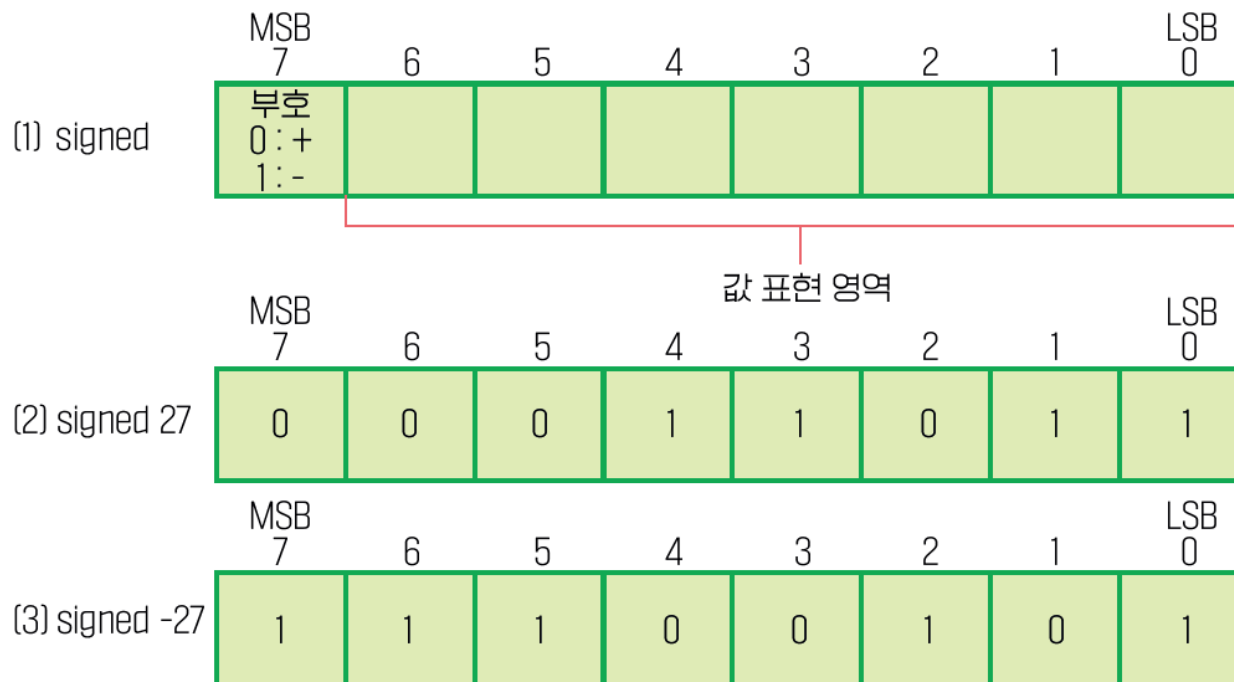 MSB LSB
7 6 5 4 3 2 1 0
(1) signed
부호
0 : +
1 : -
값 표현 영역
MSB LSB
7 6 5 4 3 2 1 0
(2) signed 27 0 0 0 1 1 0 1 1
MSB LSB
7 6 5 4 3 2 1 0
(3) signed -27 1 1 1 0 0 1 0 1